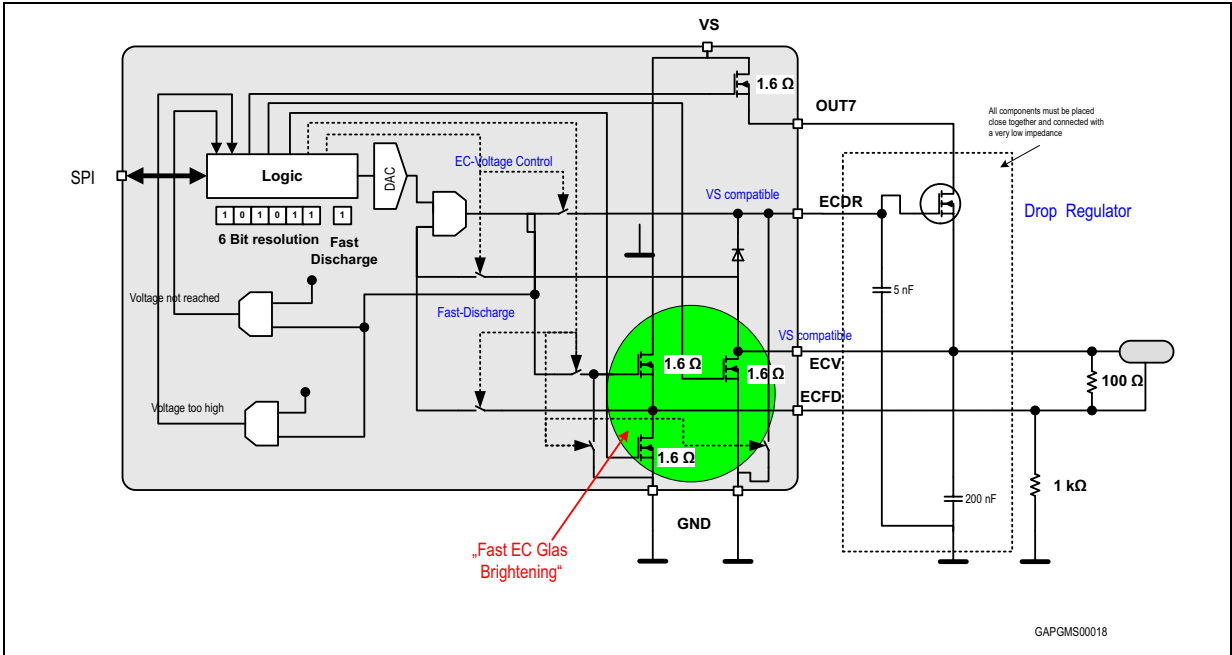 VS
1.6 Ω
OUT7
All components must be placed
close together and connected with
a very low impedance
SPI
Logic
DAC
EC-Voltage Control
VS compatible
ECDR
Drop Regulator
1 0 1 0 1 1
1
6 Bit resolution
Fast
Discharge
Voltage not reached
Fast-Discharge
5 nF
VS compatible
ECV
1.6 Ω
1.6 Ω
100 Ω
ECFD
Voltage too high
1.6 Ω
200 nF
1 kΩ
GND
„Fast EC Glas
Brightening“
GAPGMS00018